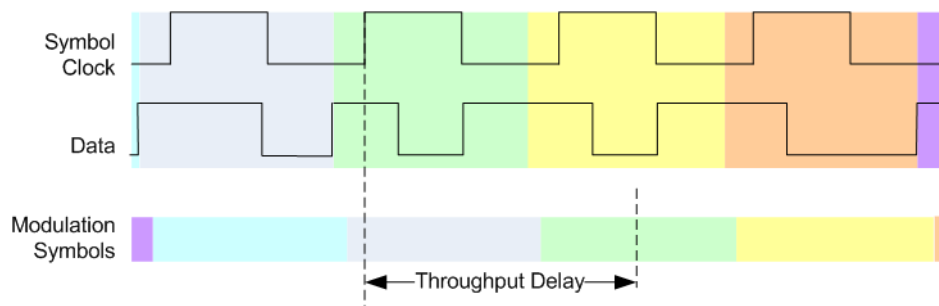 Symbol
Clock
Data
Modulation
Symbols
Throughput Delay